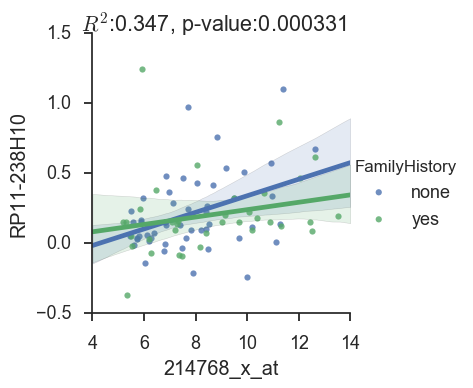 R²:0.347, p-value:0.000331
1.5
1.0
0.5
0.0
−0.5
RP11-238H10
4 6 8 10 12 14
214768_x_at
FamilyHistory
none
yes